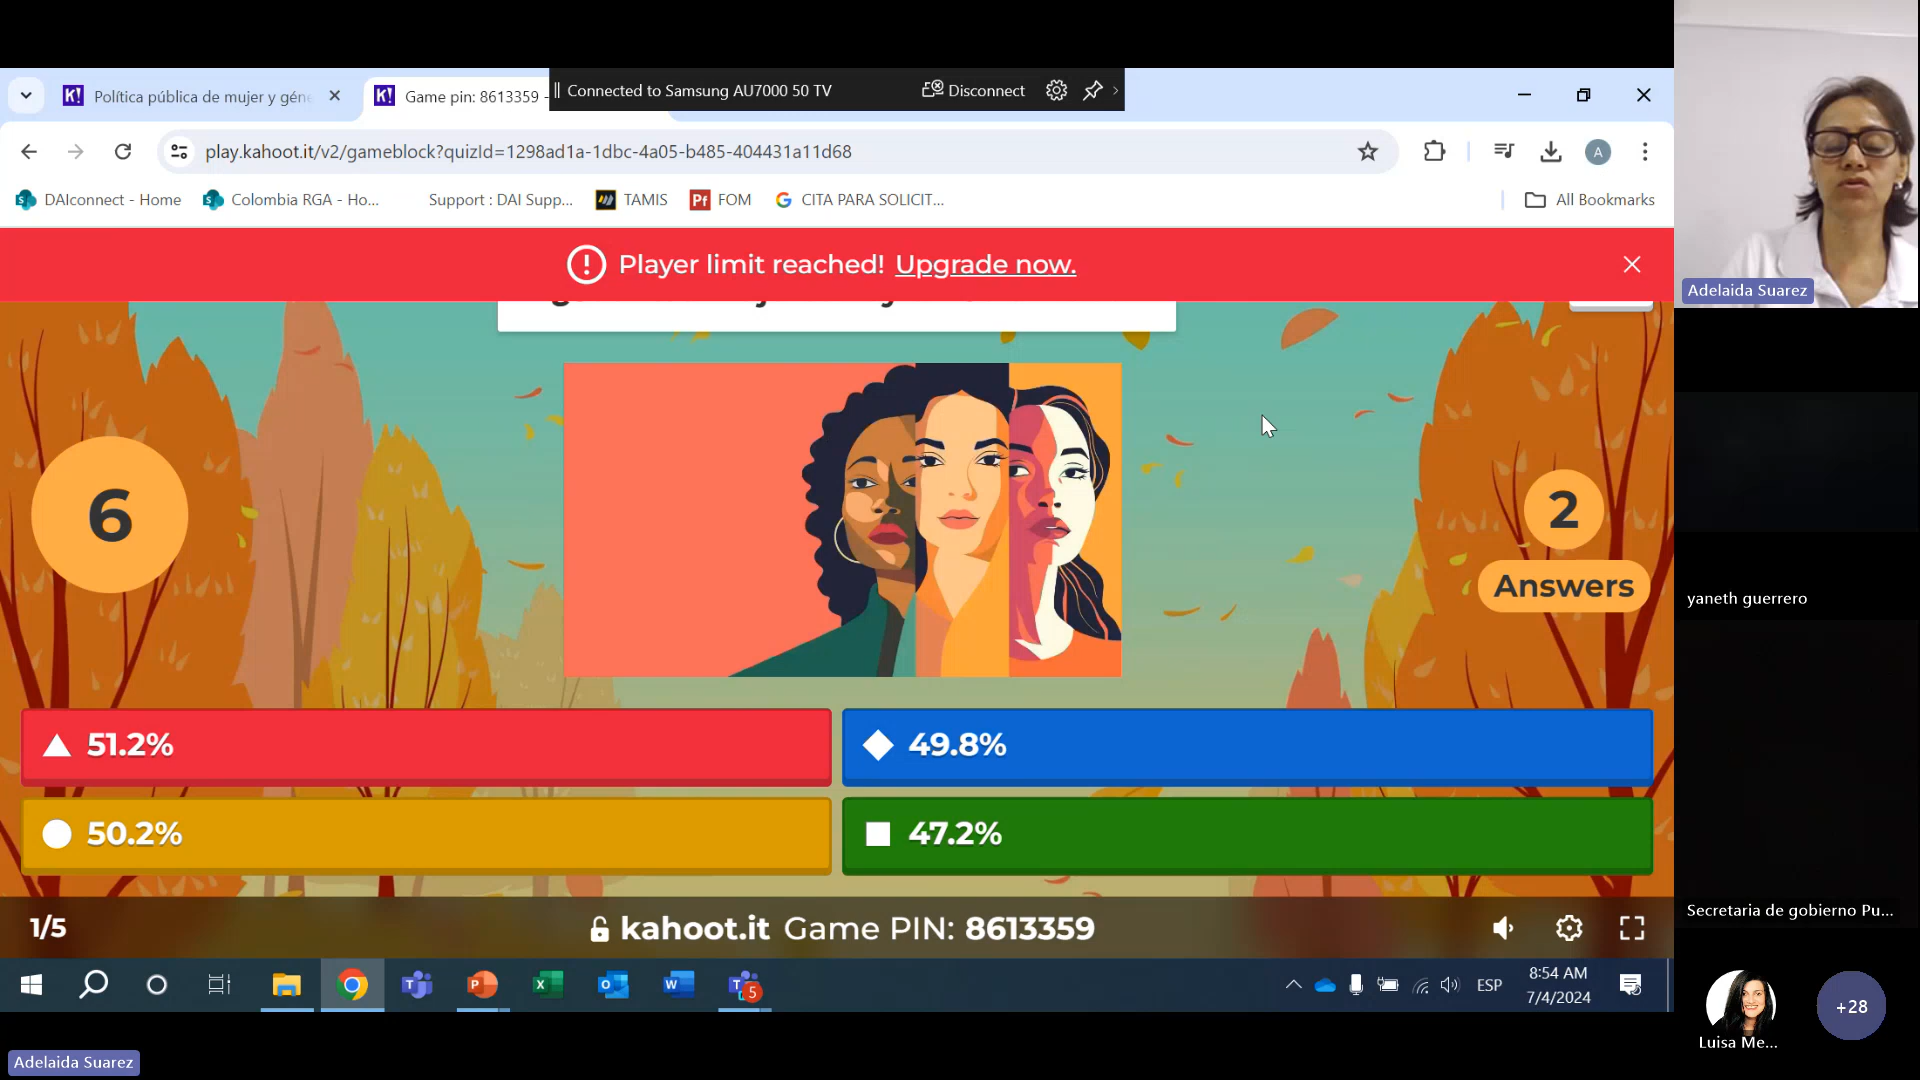 Política pública de mujer y géne
Game pin: 8613359 -
Connected to Samsung AU7000 50 TV
Disconnect
play.kahoot.it/v2/gameblock?quizId=1298ad1a-1dbc-4a05-b485-404431a11d68
A
DAIconnect - Home
Colombia RGA - Ho...
Support : DAI Supp...
TAMIS
Pf FOM
CITA PARA SOLICIT...
All Bookmarks
Player limit reached! Upgrade now.
6
2
Answers
51.2%
49.8%
50.2%
47.2%
1/5
kahoot.it Game PIN: 8613359
ESP
8:54 AM
7/4/2024
5
Adelaida Suarez
Adelaida Suarez
yaneth guerrero
Secretaria de gobierno Pu...
Luisa Me...
+28